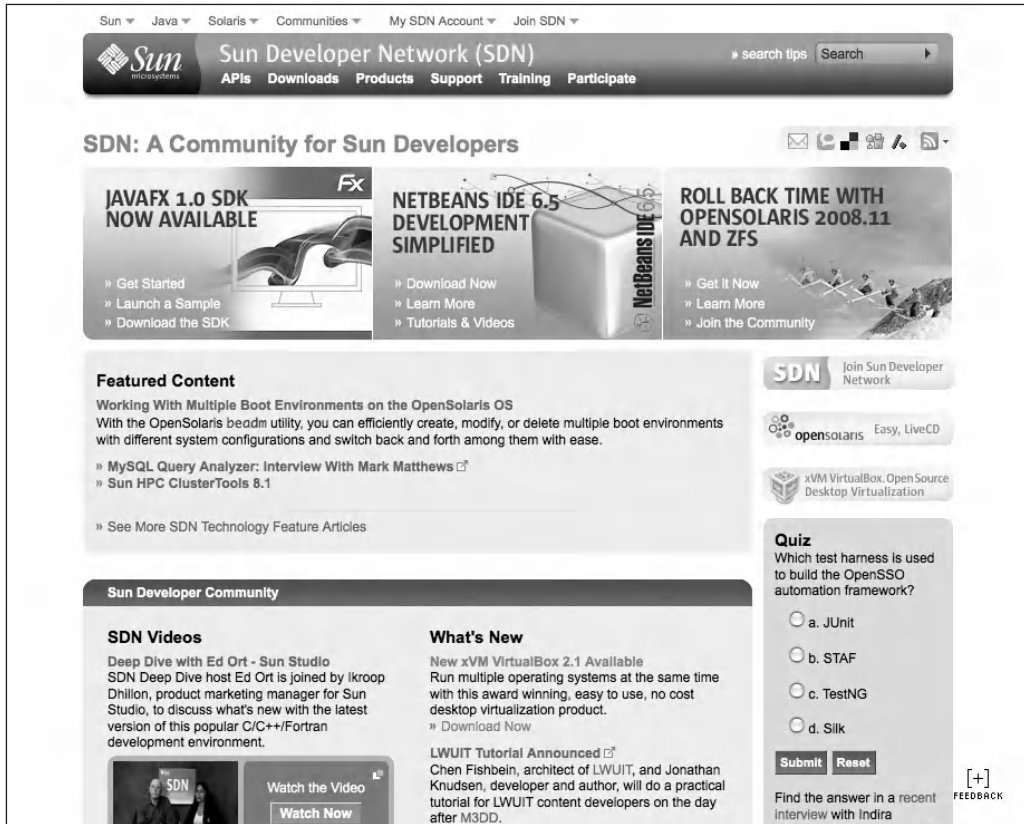 Sun Java Solaris Communities My SDN Account Join SDN
Sun
microsystems
Sun Developer Network (SDN)
» search tips Search
APIs Downloads Products Support Training Participate
SDN: A Community for Sun Developers
JAVAFX 1.0 SDK
NOW AVAILABLE
Fx
» Get Started
» Launch a Sample
» Download the SDK
NETBEANS IDE 6.5
DEVELOPMENT
SIMPLIFIED
» Download Now
» Learn More
» Tutorials & Videos
NetBeans IDE 6.5
ROLL BACK TIME WITH
OPENSOLARIS 2008.11
AND ZFS
» Get It Now
» Learn More
» Join the Community
Featured Content
Working With Multiple Boot Environments on the OpenSolaris OS
With the OpenSolaris beadm utility, you can efficiently create, modify, or delete multiple boot environments
with different system configurations and switch back and forth among them with ease.
» MySQL Query Analyzer: Interview With Mark Matthews
» Sun HPC ClusterTools 8.1
» See More SDN Technology Feature Articles
SDN Join Sun Developer
Network
opensolaris Easy, LiveCD
xVM VirtualBox. Open Source
Desktop Virtualization
Sun Developer Community
SDN Videos
Deep Dive with Ed Ort - Sun Studio
SDN Deep Dive host Ed Ort is joined by Ikroop
Dhillon, product marketing manager for Sun
Studio, to discuss what's new with the latest
version of this popular C/C++/Fortran
development environment.
SDN
Watch the Video
Watch Now
What's New
New xVM VirtualBox 2.1 Available
Run multiple operating systems at the same time
with this award winning, easy to use, no cost
desktop virtualization product.
» Download Now
LWUIT Tutorial Announced
Chen Fishbein, architect of LWUIT, and Jonathan
Knudsen, developer and author, will do a practical
tutorial for LWUIT content developers on the day
after M3DD.
Quiz
Which test harness is used
to build the OpenSSO
automation framework?
a. JUnit
b. STAF
c. TestNG
d. Silk
Submit Reset
Find the answer in a recent
interview with Indira
[+]
FEEDBACK